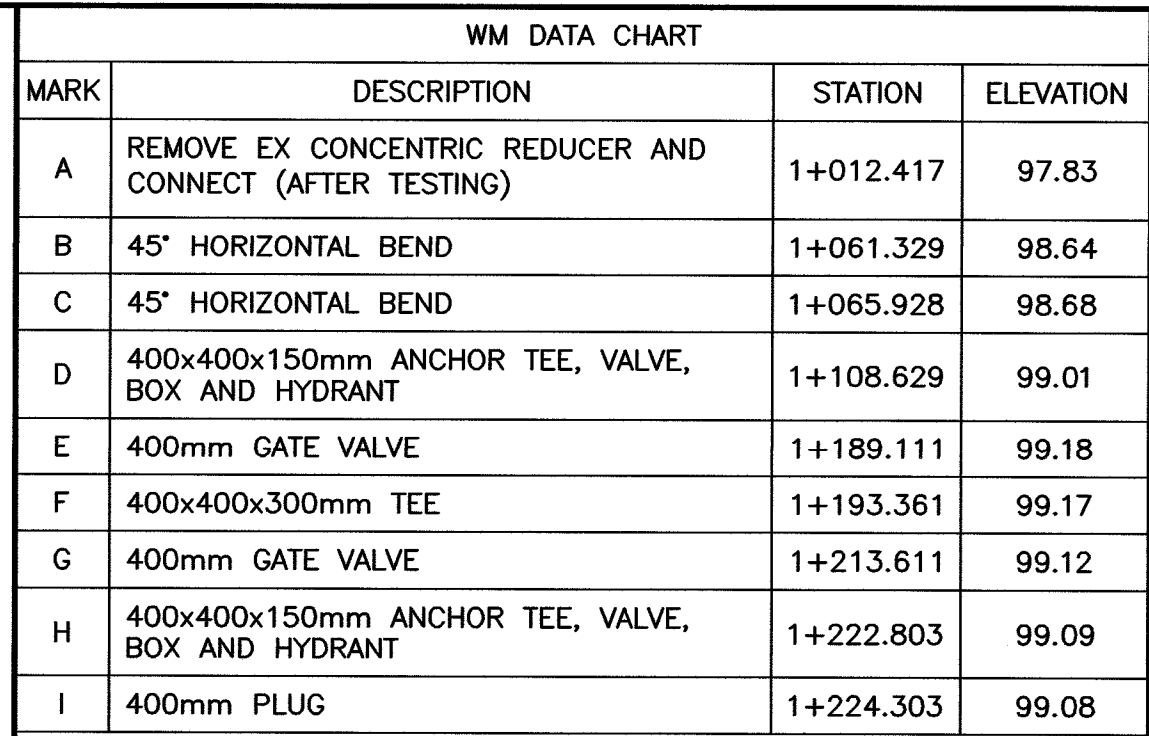 WM DATA CHART
MARK DESCRIPTION STATION ELEVATION
A REMOVE EX CONCENTRIC REDUCER AND CONNECT (AFTER TESTING) 1+012.417 97.83
B 45° HORIZONTAL BEND 1+061.329 98.64
C 45° HORIZONTAL BEND 1+065.928 98.68
D 400x400x150mm ANCHOR TEE, VALVE, BOX AND HYDRANT 1+108.629 99.01
E 400mm GATE VALVE 1+189.111 99.18
F 400x400x300mm TEE 1+193.361 99.17
G 400mm GATE VALVE 1+213.611 99.12
H 400x400x150mm ANCHOR TEE, VALVE, BOX AND HYDRANT 1+222.803 99.09
I 400mm PLUG 1+224.303 99.08